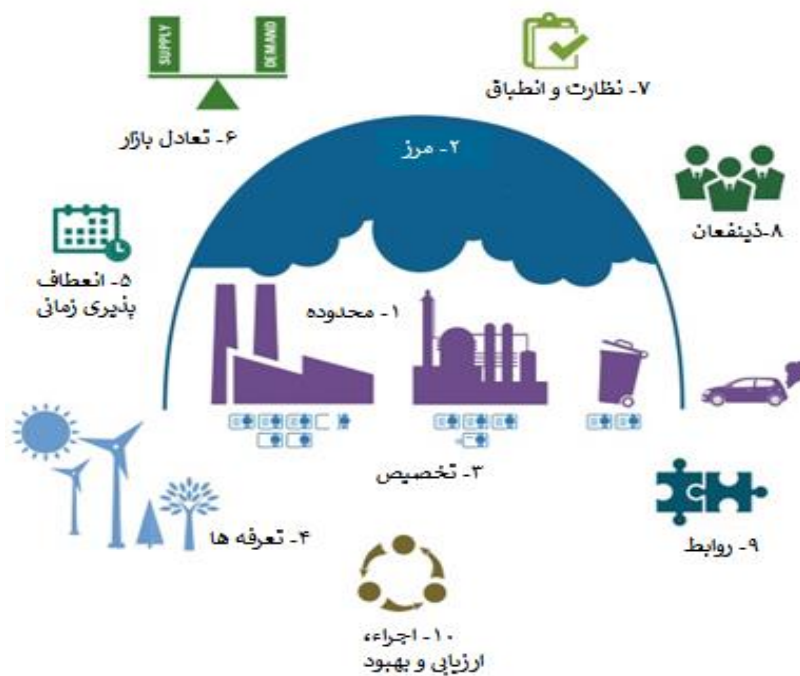 SUPPLY
DEMAND
۶- تعادل بازار
۷- نظارت و انطباق
۲- مرز
۸-ذینفعان
۵- انعطاف
پذیری زمانی
۱- محدوده
۳- تخصیص
۴- تعرفه ها
۹- روابط
۱۰- اجراء،
ارزیابی و بهبود